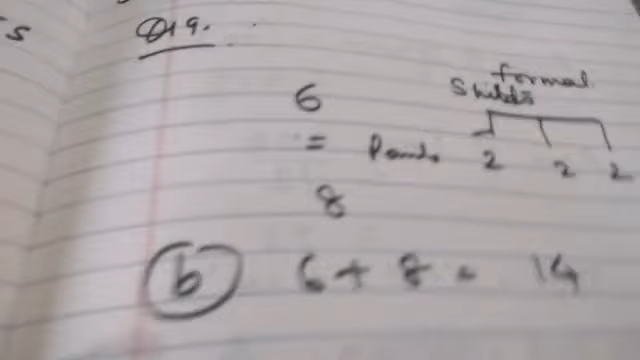 s
Q19.
formal
6 Shirts
= Pants 2 2 2
8
(b) 6 + 8 = 14